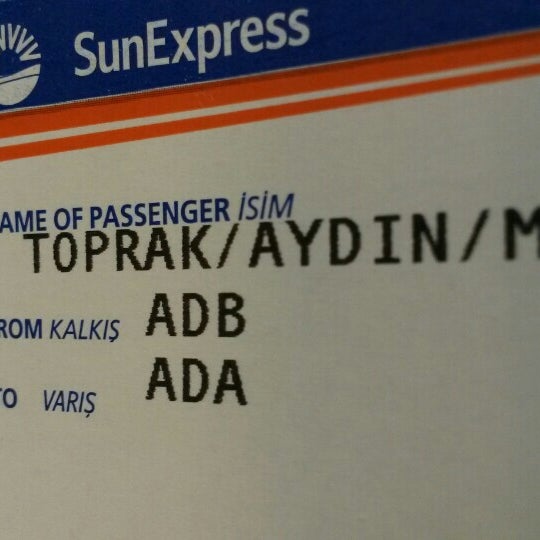 SunExpress
AME OF PASSENGER İSİM
TOPRAK/AYDIN/M
ROM KALKIŞ ADB
TO VARIŞ ADA